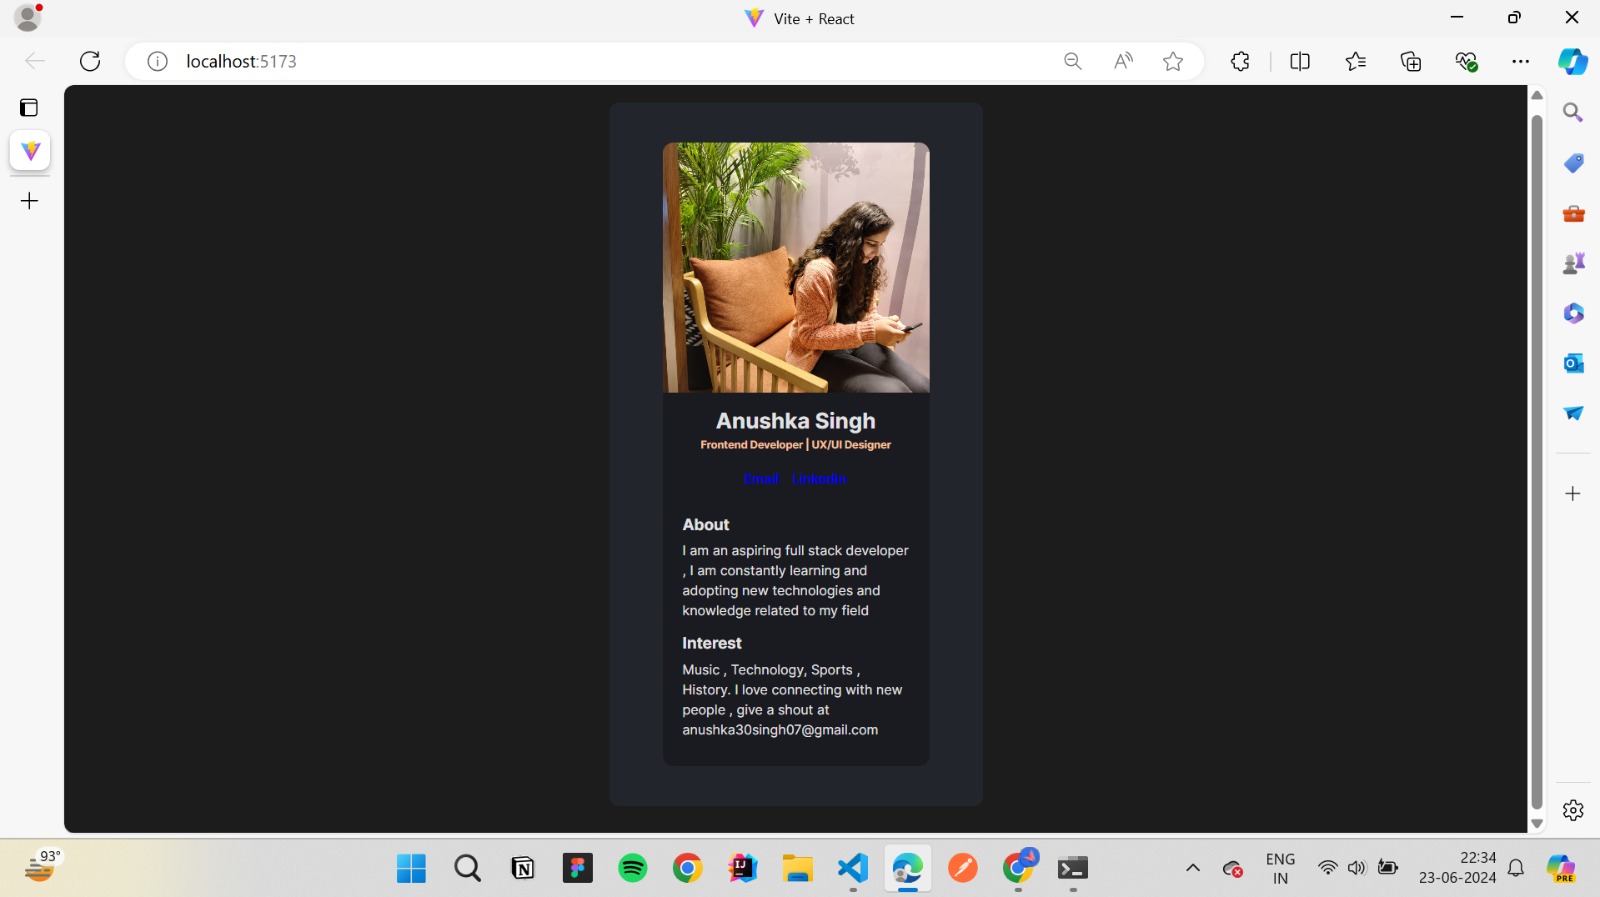 Vite + React
localhost:5173
Anushka Singh
Frontend Developer | UX/UI Designer
Email Linkedin
About
I am an aspiring full stack developer
, I am constantly learning and
adopting new technologies and
knowledge related to my field
Interest
Music , Technology, Sports ,
History. I love connecting with new
people , give a shout at
anushka30singh07@gmail.com
93°
ENG
IN
22:34
23-06-2024
PRE